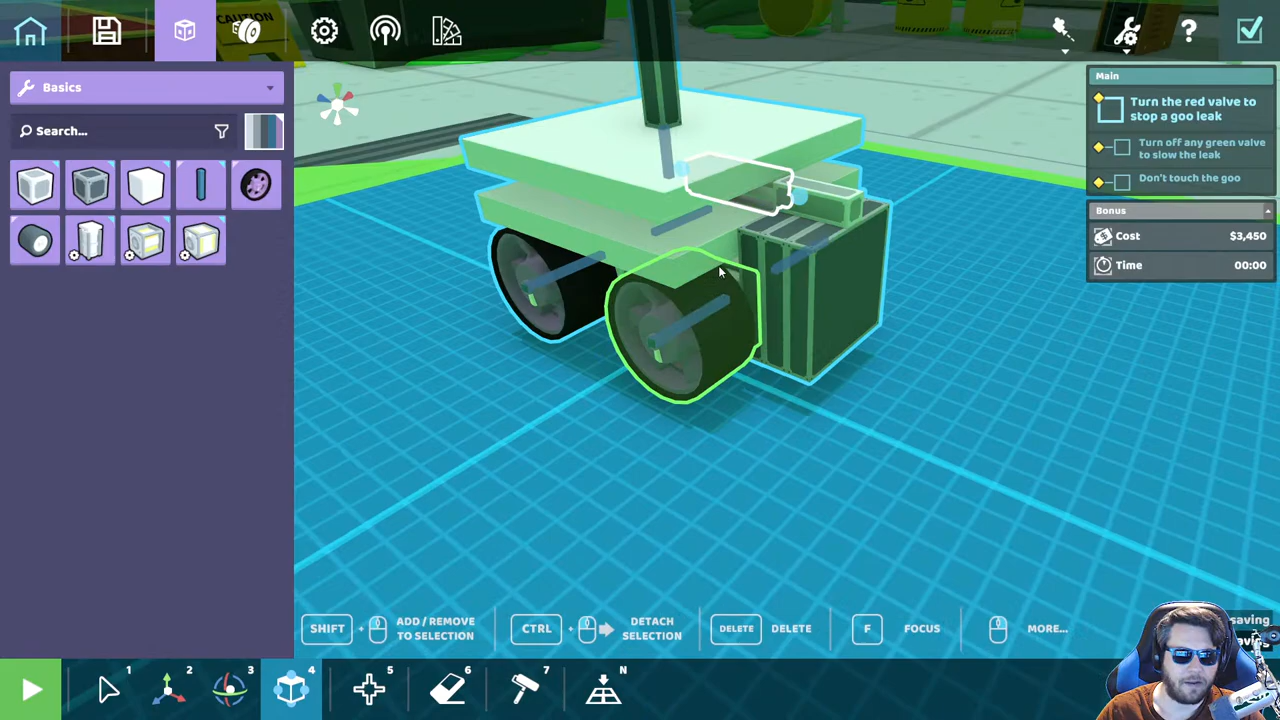 CAUTION
Main
Turn the red valve to
stop a goo leak
Turn off any green valve
to slow the leak
Don't touch the goo
Bonus
Cost $3,450
Time 00:00
Basics
Search...
SHIFT + ADD / REMOVE
TO SELECTION
CTRL + DETACH
SELECTION
DELETE DELETE
F FOCUS
MORE...
saving
1 2 3 4 5 6 7 N